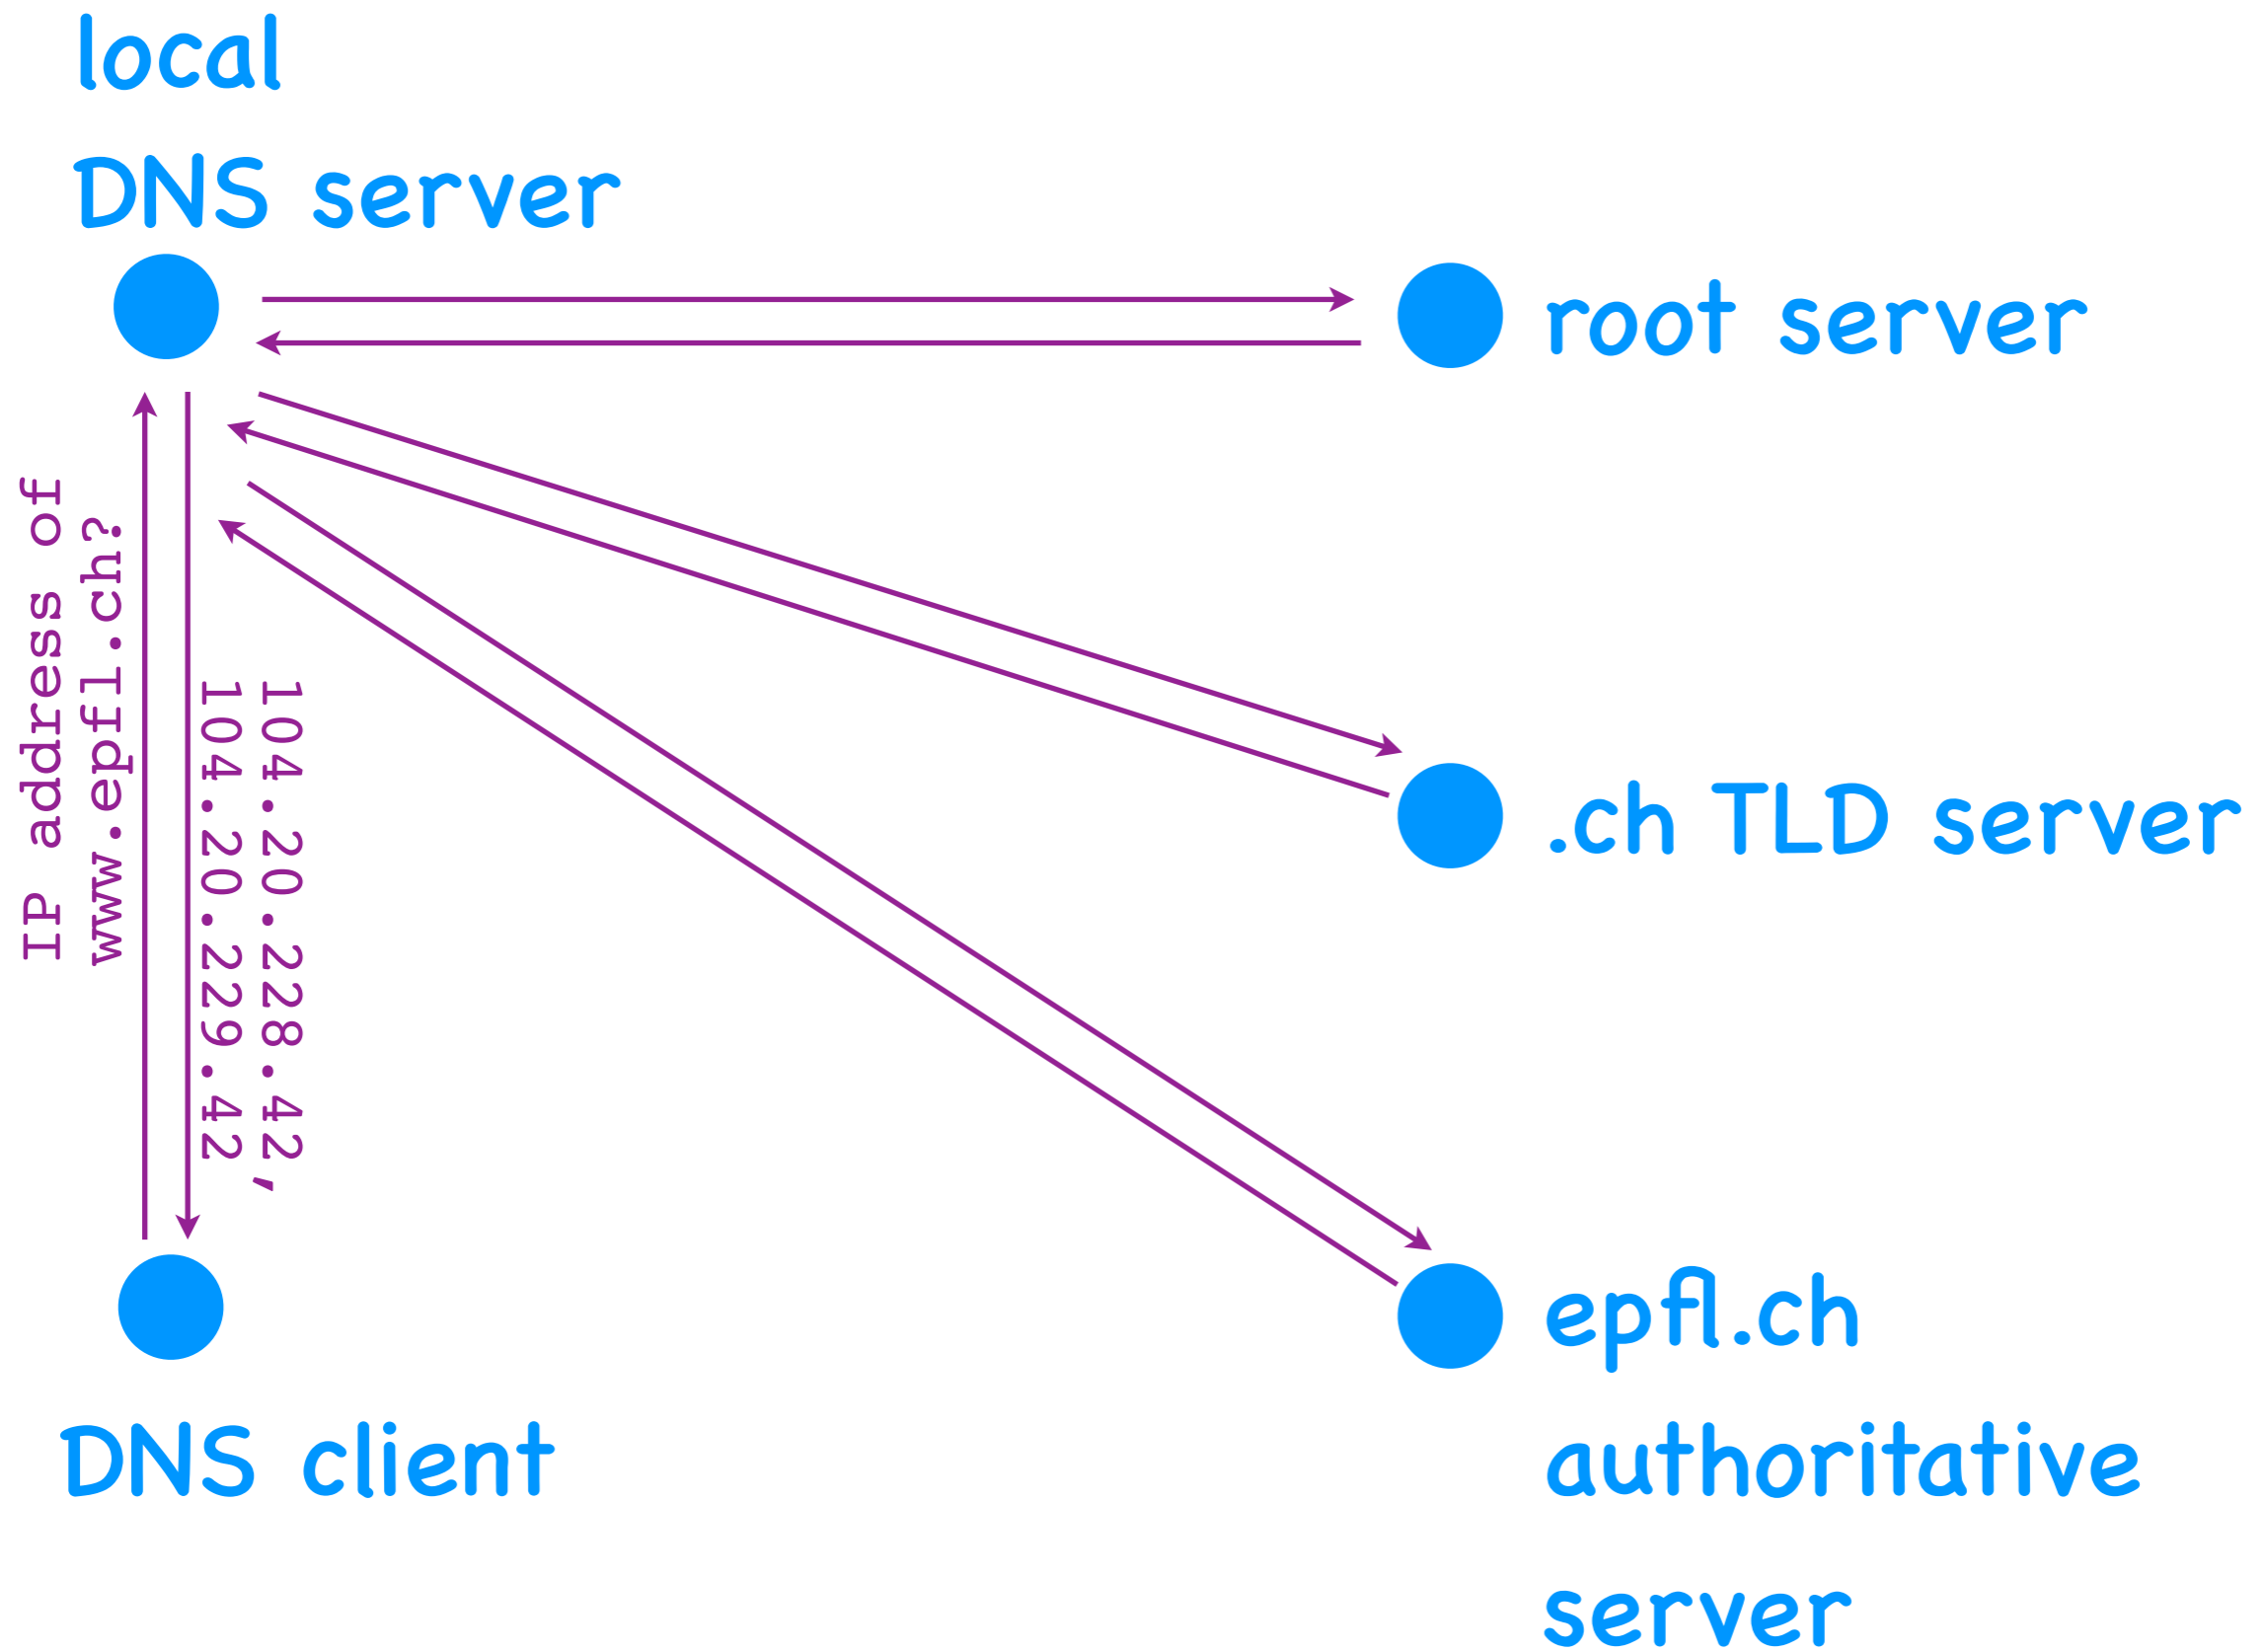 local
DNS server
root server
IP address of
www.epfl.ch?
104.20.228.42,
104.20.229.42
.ch TLD server
DNS client
epfl.ch
authoritative
server